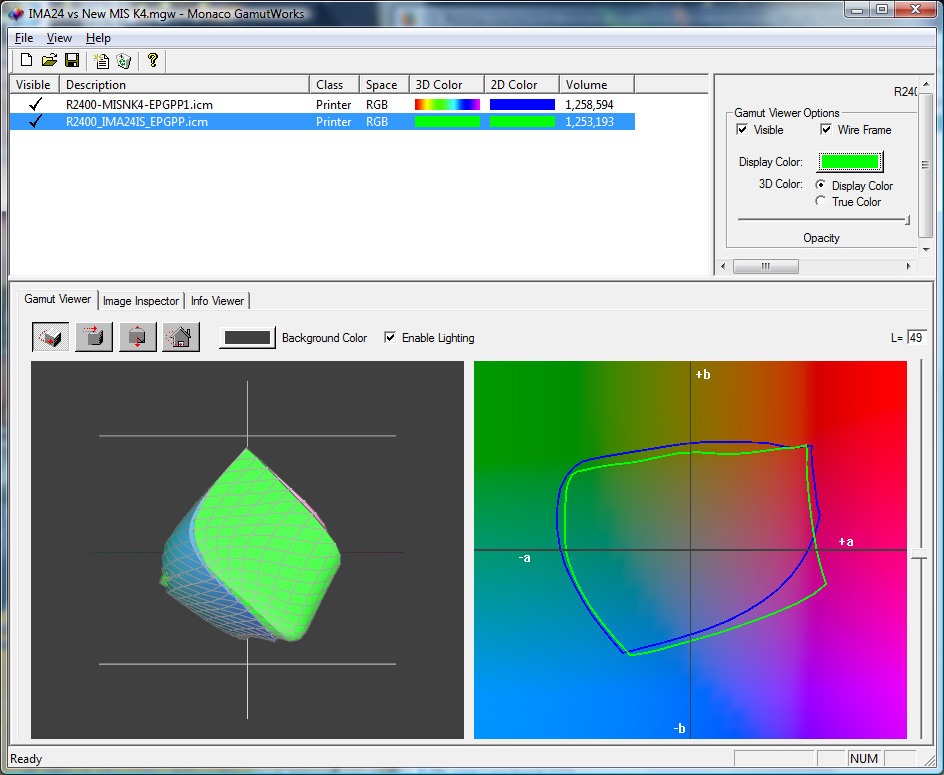 IMA24 vs New MIS K4.mgw - Monaco GamutWorks
File View Help
Visible Description Class Space 3D Color 2D Color Volume
R2400-MISNK4-EPGPP1.icm Printer RGB 1,258,594
R2400_IMA24IS_EPGPP.icm Printer RGB 1,253,193
R240
Gamut Viewer Options
Visible Wire Frame
Display Color:
3D Color: Display Color
True Color
Opacity
Gamut Viewer Image Inspector Info Viewer
Background Color Enable Lighting L= 49
+b
+a
-a
-b
Ready NUM